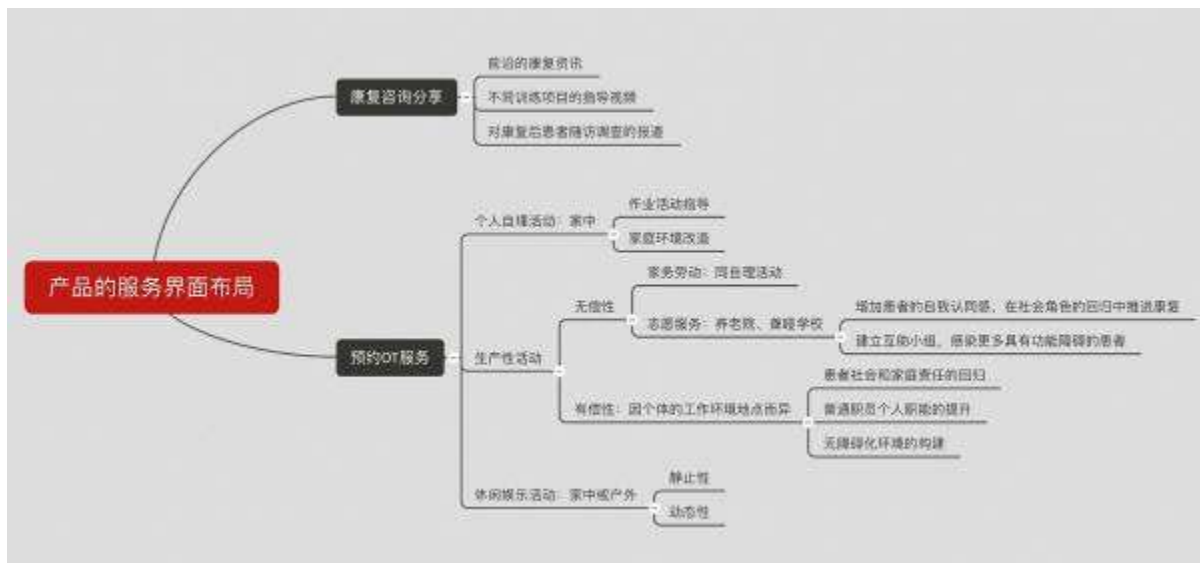 前沿的康复资讯
康复咨询分享
不同训练项目的指导视频
对康复后患者随访调查的报道
作业活动指导
个人自理活动：家中
家庭环境改造
产品的服务界面布局
家务劳动：同自理活动
无偿性
志愿服务：养老院、聋哑学校
增加患者的自我认同感，在社会角色的回归中推进康复
建立互助小组，感染更多具有功能障碍的患者
预约OT服务
生产性活动
患者社会和家庭责任的回归
有偿性：因个体的工作环境地点而异
普通职员个人职能的提升
无障碍化环境的构建
静止性
休闲娱乐活动：家中或户外
动态性